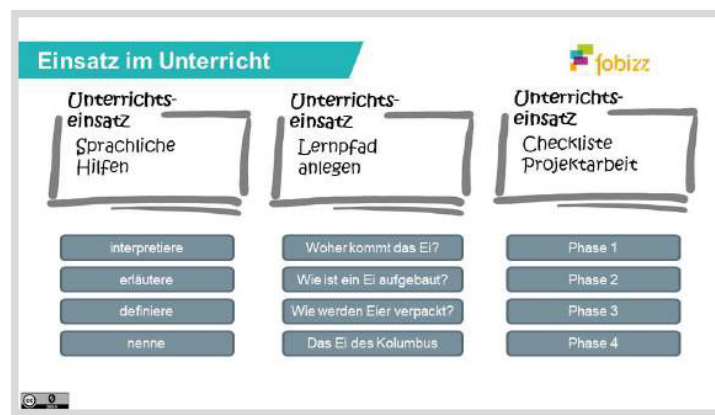 Einsatz im Unterricht
fobizz
Unterrichts-
einsatz
Sprachliche
Hilfen
interpretiere
erläutere
definiere
nenne
Unterrichts-
einsatz
Lernpfad
anlegen
Woher kommt das Ei?
Wie ist ein Ei aufgebaut?
Wie werden Eier verpackt?
Das Ei des Kolumbus
Unterrichts-
einsatz
Checkliste
Projektarbeit
Phase 1
Phase 2
Phase 3
Phase 4
cc 0